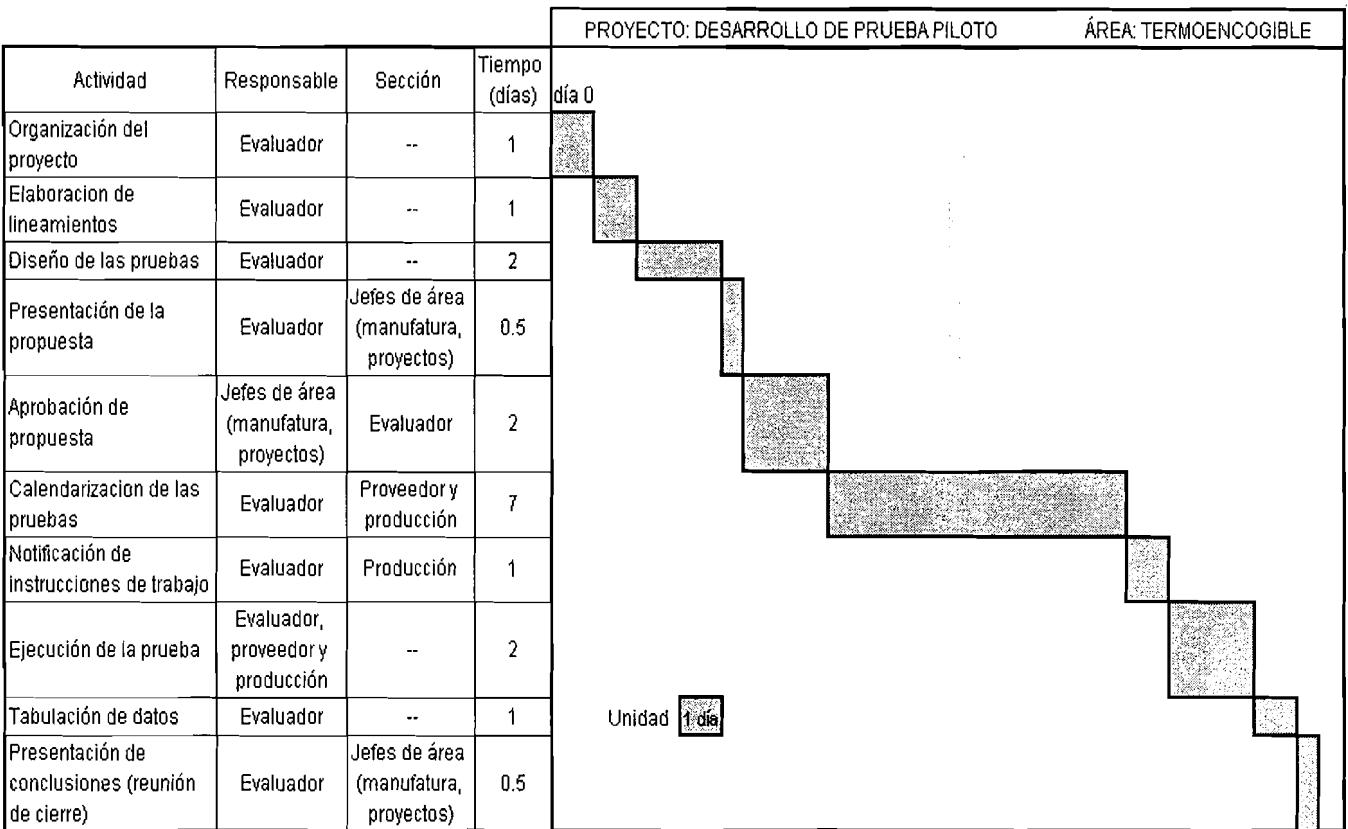 PROYECTO: DESARROLLO DE PRUEBA PILOTO ÁREA: TERMOENCOGIBLE
Actividad Responsable Sección Tiempo
(días) día 0
Organización del
proyecto
Evaluador -- 1
Elaboracion de
lineamientos
Evaluador -- 1
Diseño de las pruebas Evaluador -- 2
Presentación de la
propuesta
Evaluador
Jefes de área
(manufatura,
proyectos)
0.5
Aprobación de
propuesta
Jefes de área
(manufatura,
proyectos)
Evaluador 2
Calendarizacion de las
pruebas
Evaluador
Proveedor y
producción
7
Notificación de
instrucciones de trabajo
Evaluador Producción 1
Ejecución de la prueba
Evaluador,
proveedor y
producción
-- 2
Tabulación de datos Evaluador -- 1
Unidad 1 día
Presentación de
conclusiones (reunión
de cierre)
Evaluador
Jefes de área
(manufatura,
proyectos)
0.5